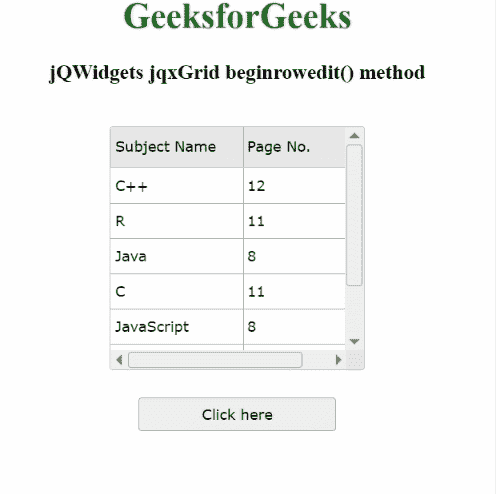 GeeksforGeeks
jQWidgets jqxGrid beginrowedit() method
Subject Name Page No.
C++ 12
R 11
Java 8
C 11
JavaScript 8
Click here